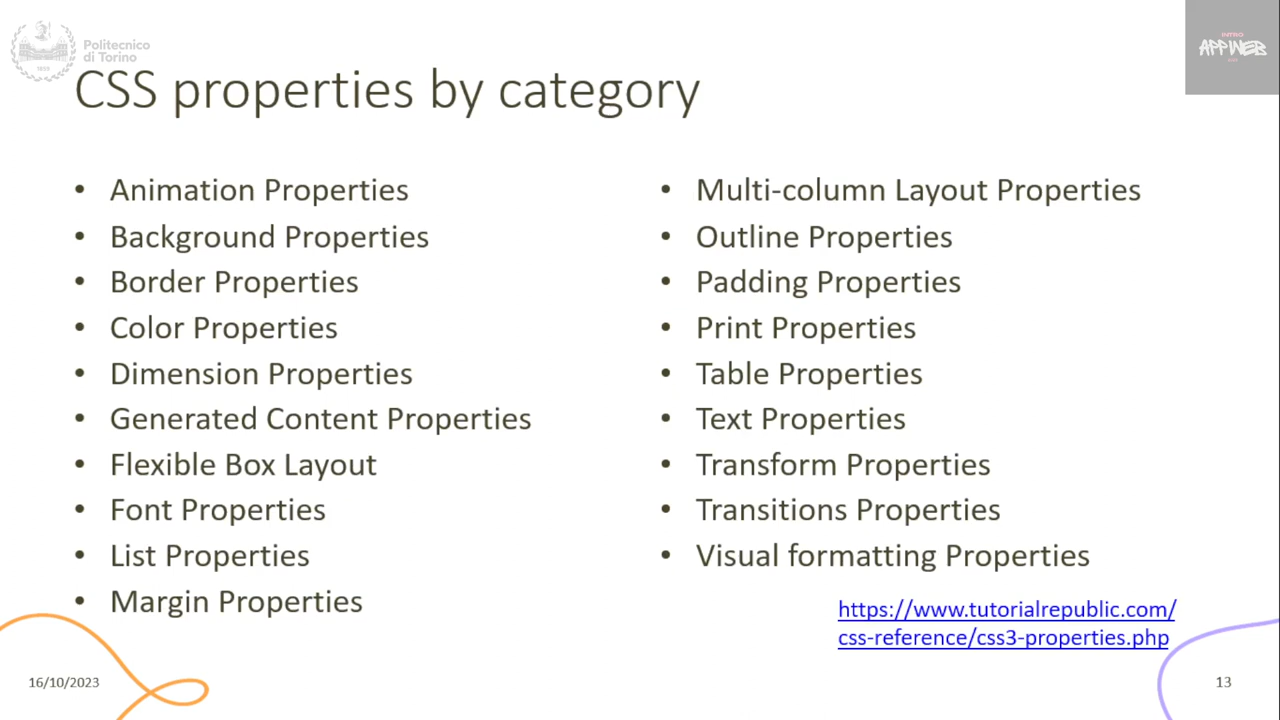 Politecnico
di Torino
1859
INTRO
APPWEB
CSS properties by category
• Animation Properties
• Background Properties
• Border Properties
• Color Properties
• Dimension Properties
• Generated Content Properties
• Flexible Box Layout
• Font Properties
• List Properties
• Margin Properties
• Multi-column Layout Properties
• Outline Properties
• Padding Properties
• Print Properties
• Table Properties
• Text Properties
• Transform Properties
• Transitions Properties
• Visual formatting Properties
https://www.tutorialrepublic.com/
css-reference/css3-properties.php
16/10/2023
13